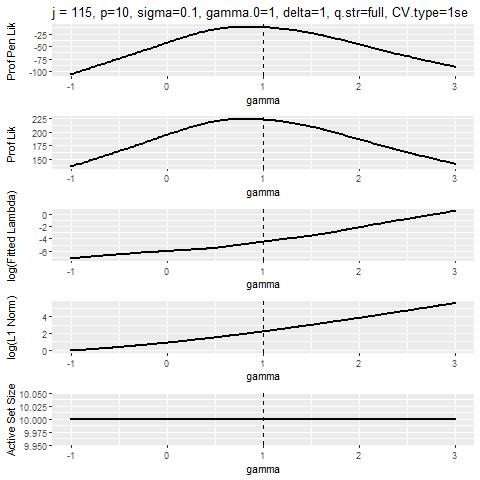 j = 115, p=10, sigma=0.1, gamma.0=1, delta=1, q.str=full, CV.type=1se
Prof Pen Lik
-25
-50
-75
-100
-1 0 1 2 3
gamma
Prof Lik
225
200
175
150
-1 0 1 2 3
gamma
log(Fitted Lambda)
0
-2
-4
-6
-1 0 1 2 3
gamma
log(L1 Norm)
4
2
0
-1 0 1 2 3
gamma
Active Set Size
10.050
10.025
10.000
9.975
9.950
-1 0 1 2 3
gamma